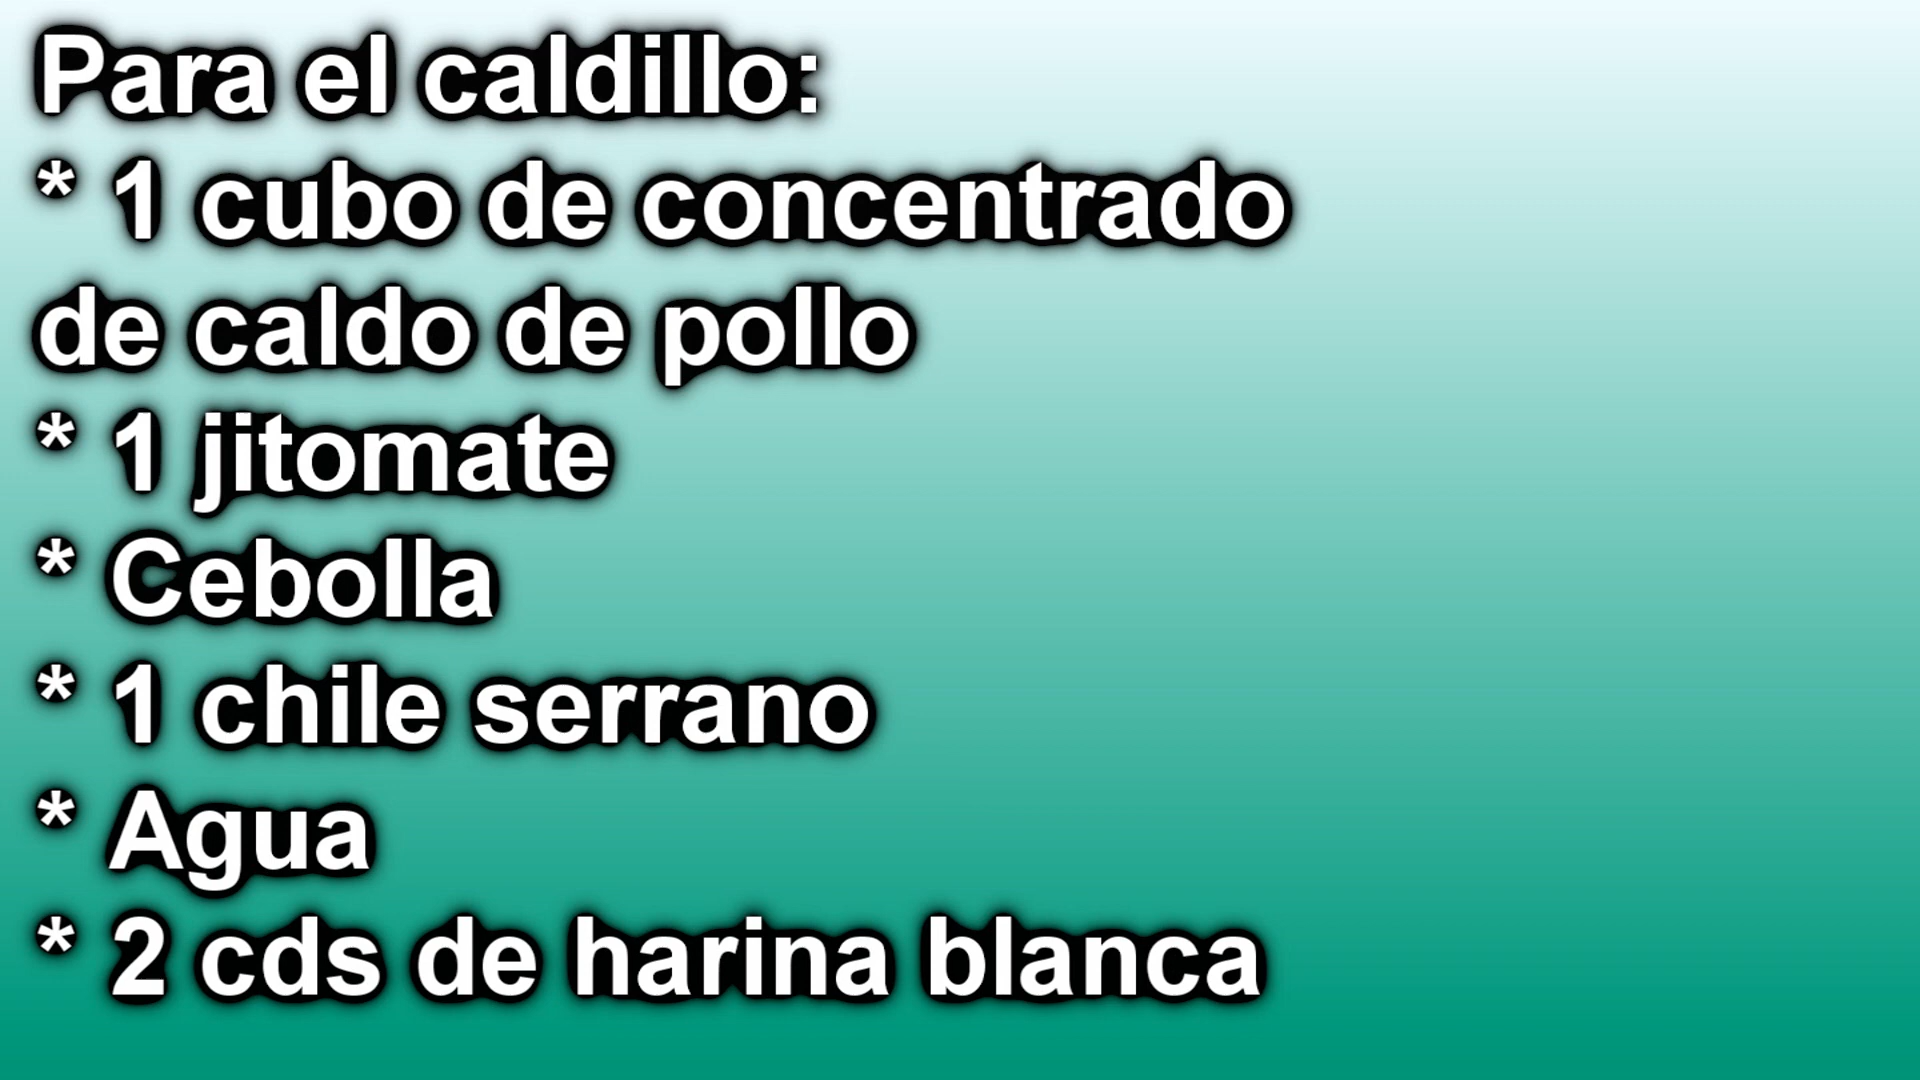 Para el caldillo:
* 1 cubo de concentrado
de caldo de pollo
* 1 jitomate
* Cebolla
* 1 chile serrano
* Agua
* 2 cds de harina blanca